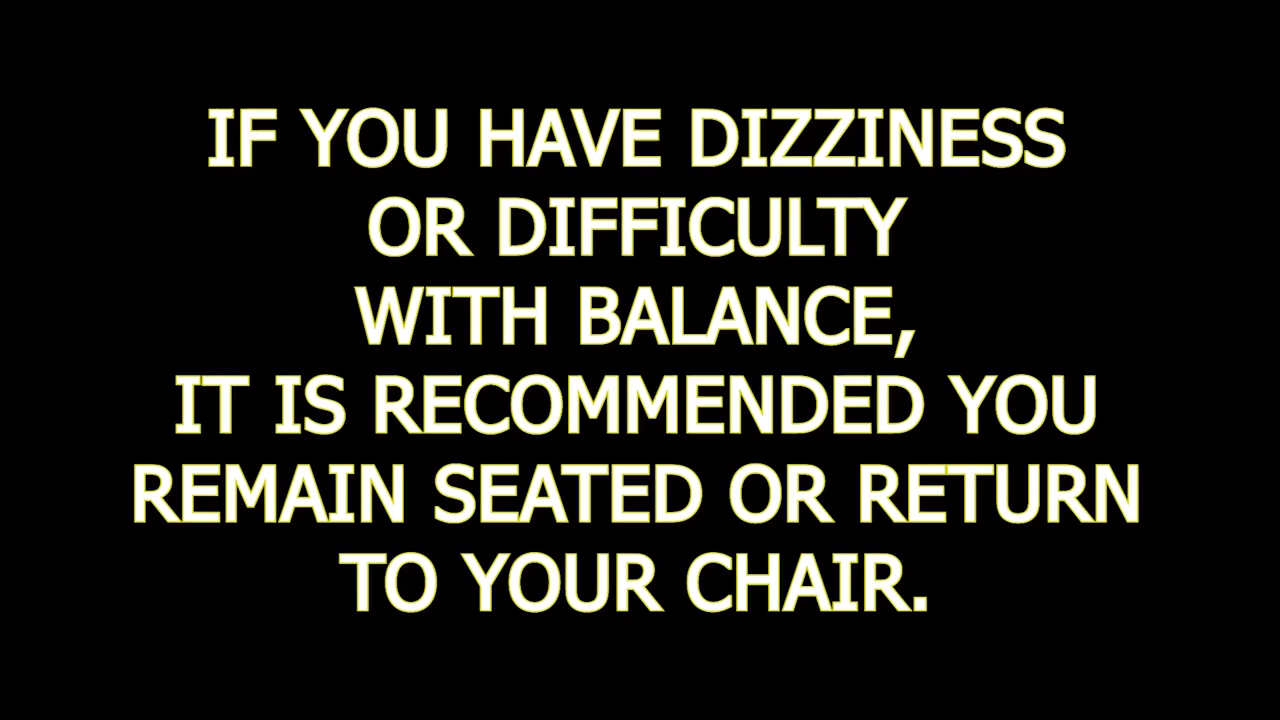 IF YOU HAVE DIZZINESS
OR DIFFICULTY
WITH BALANCE,
IT IS RECOMMENDED YOU
REMAIN SEATED OR RETURN
TO YOUR CHAIR.